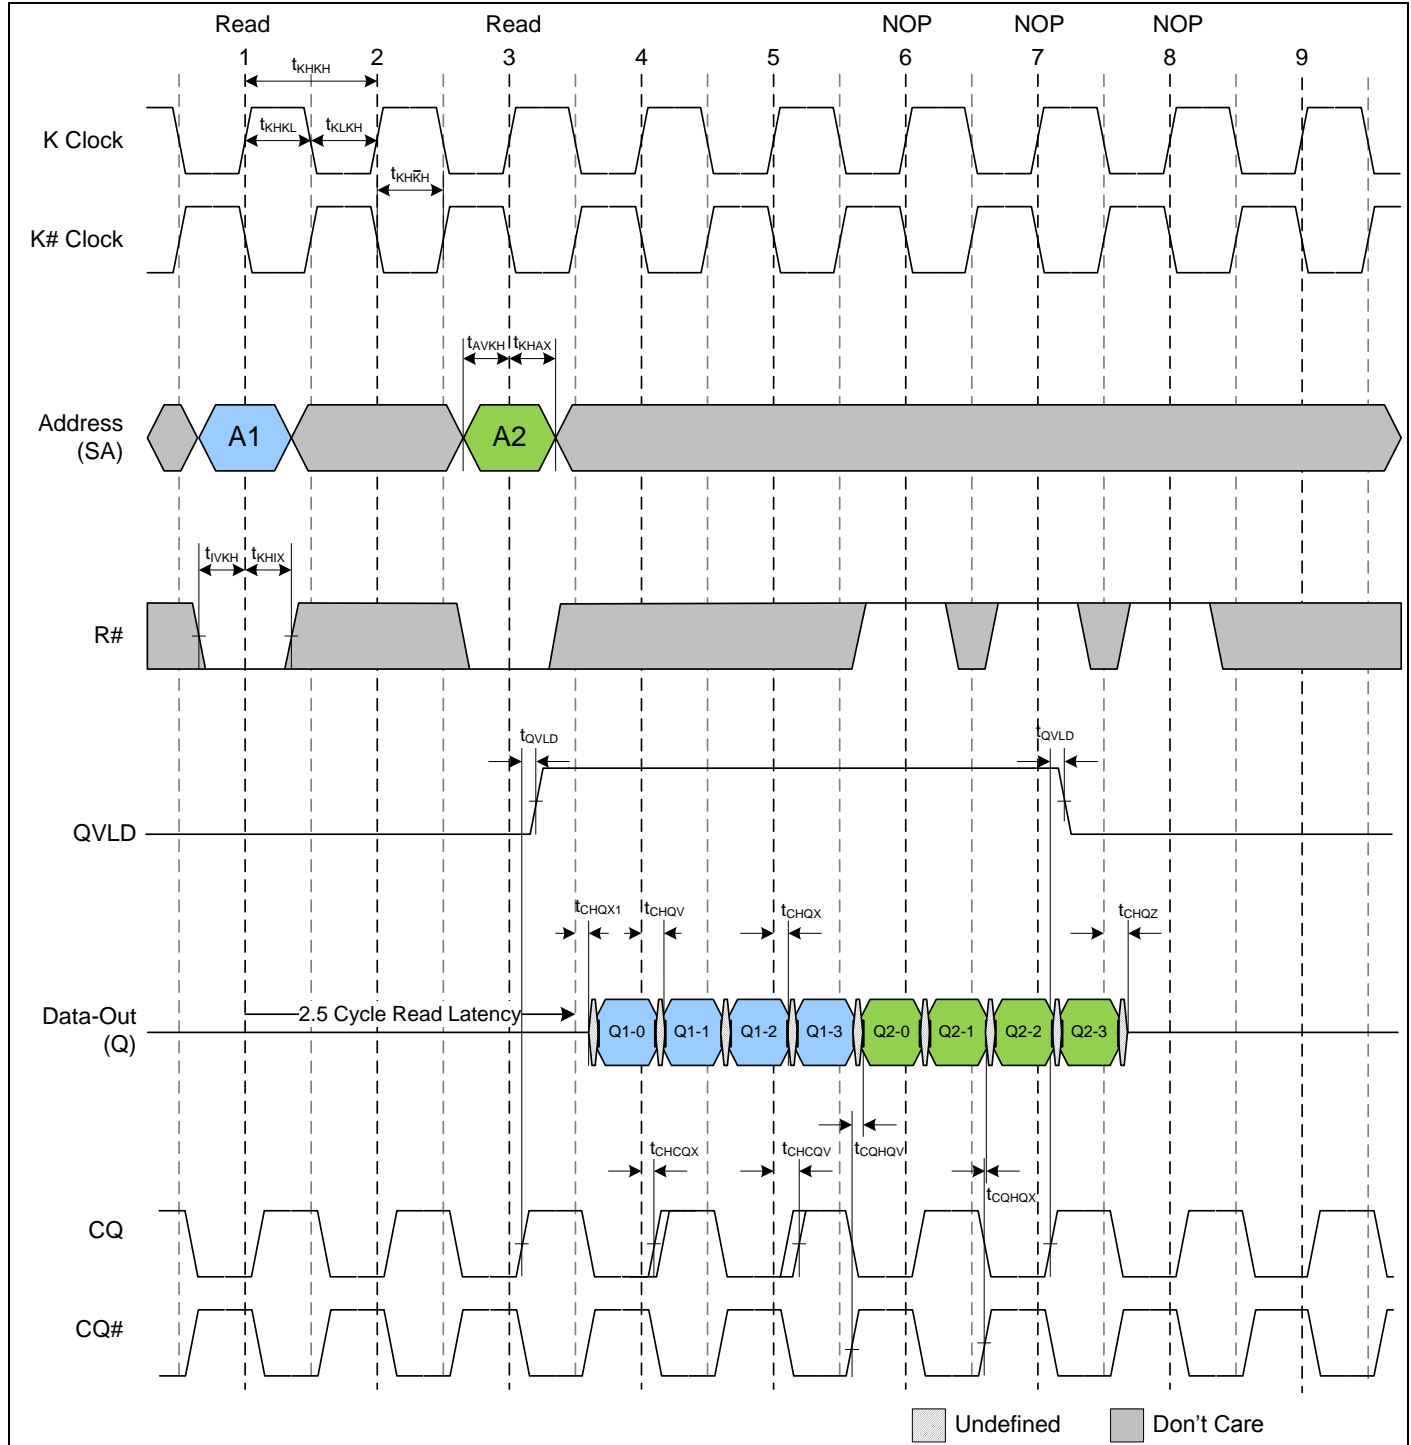 Read Read NOP NOP NOP
1 2 3 4 5 6 7 8 9
tKHKH
K Clock
tKHKL tKLKH
tKHK̄H
K# Clock
tAVKH tKHAX
Address
(SA)
A1 A2
tIVKH tKHIX
R#
tQVLD tQVLD
QVLD
tCHQX1 tCHQV tCHQX tCHQZ
Data-Out
(Q)
2.5 Cycle Read Latency
Q1-0 Q1-1 Q1-2 Q1-3 Q2-0 Q2-1 Q2-2 Q2-3
tCHCQX tCHCQV tCQHQV
tCQHQX
CQ
CQ#
Undefined Don't Care